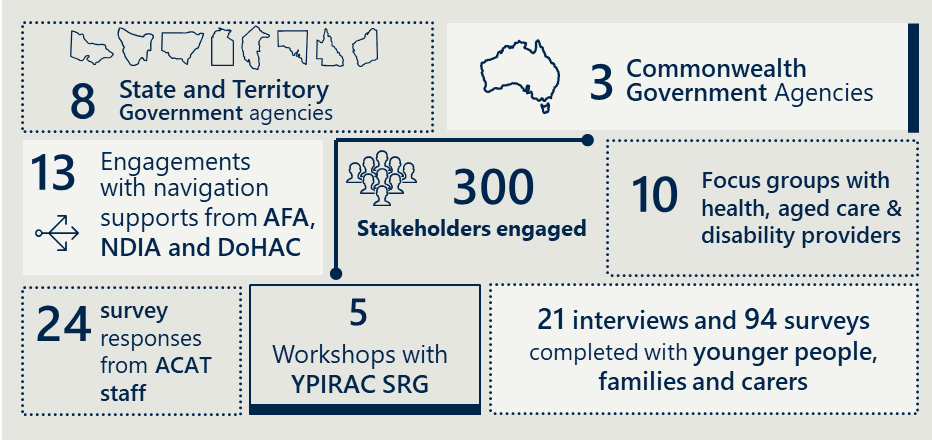 8 State and Territory
Government agencies
3 Commonwealth
Government Agencies
13 Engagements
with navigation
supports from AFA,
NDIA and DoHAC
300
Stakeholders engaged
10 Focus groups with
health, aged care &
disability providers
24 survey
responses
from ACAT
staff
5
Workshops with
YPIRAC SRG
21 interviews and 94 surveys
completed with younger people,
families and carers